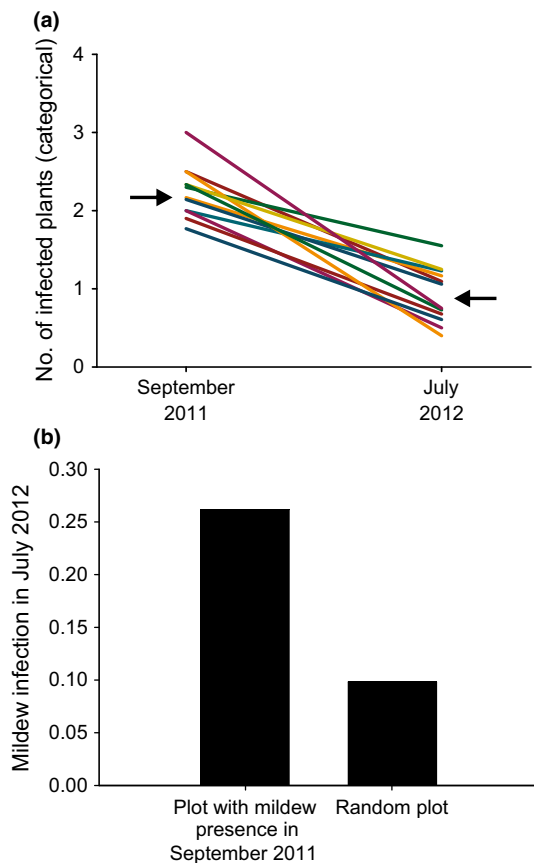 (a)
No. of infected plants (categorical)
4
3
2
1
0
September
2011
July
2012
(b)
Mildew infection in July 2012
0.30
0.25
0.20
0.15
0.10
0.05
0.00
Plot with mildew
presence in
September 2011
Random plot